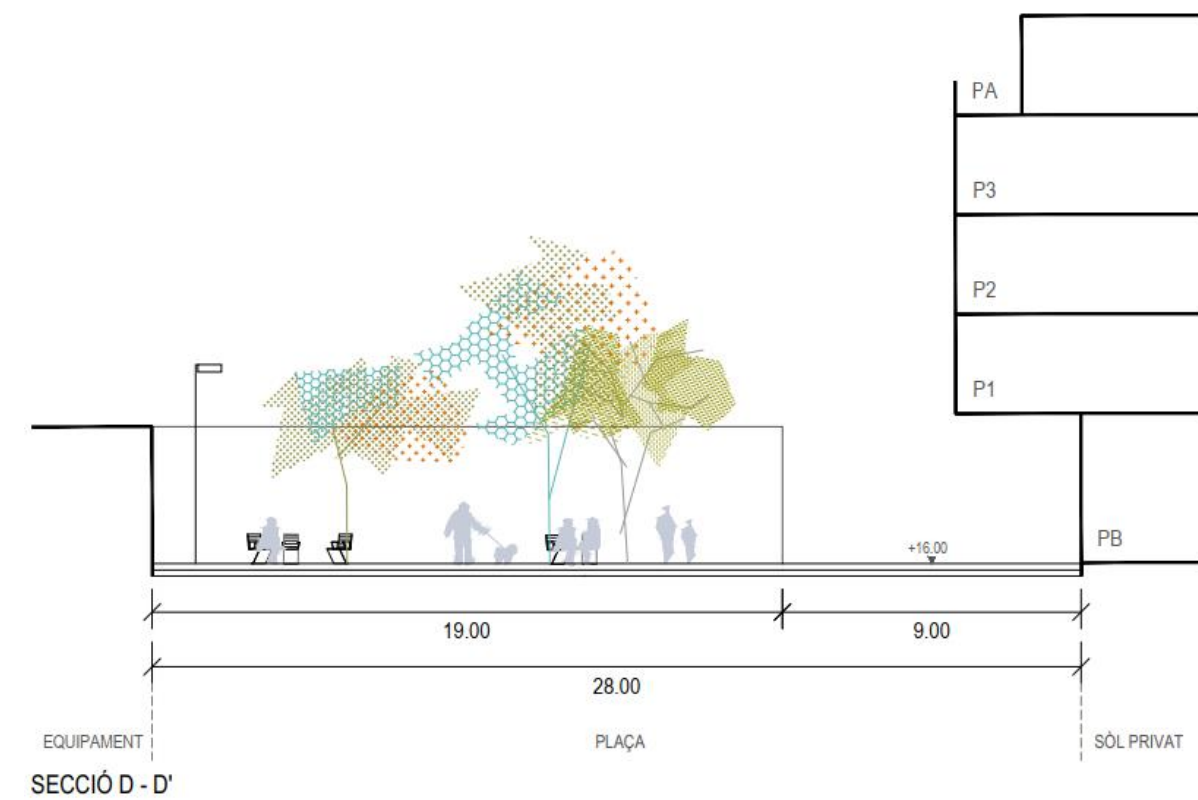 PA
P3
P2
P1
PB
+16.00
19.00
9.00
28.00
EQUIPAMENT
PLAÇA
SÒL PRIVAT
SECCIÓ D - D'